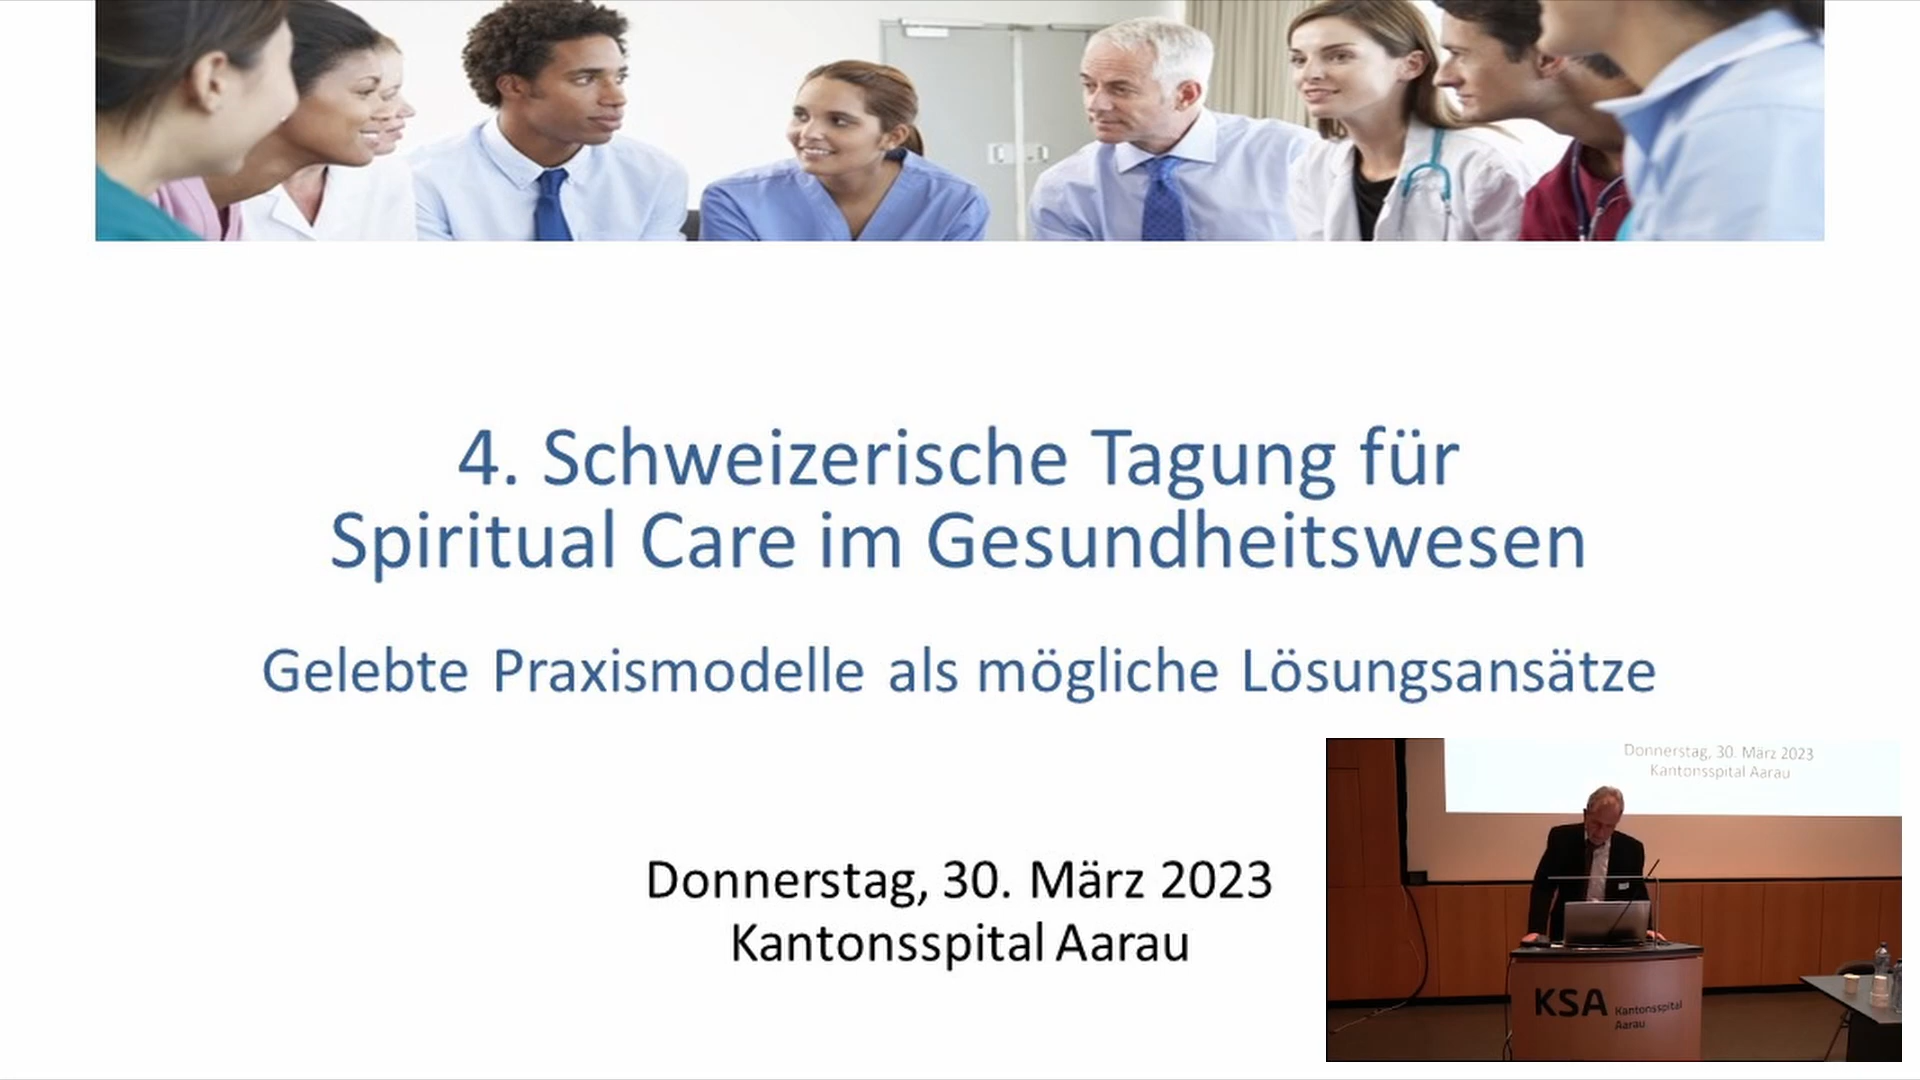 4. Schweizerische Tagung für
Spiritual Care im Gesundheitswesen
Gelebte Praxismodelle als mögliche Lösungsansätze
Donnerstag, 30. März 2023
Kantonsspital Aarau
Donnerstag, 30. März 2023
Kantonsspital Aarau
KSA Kantonsspital
Aarau